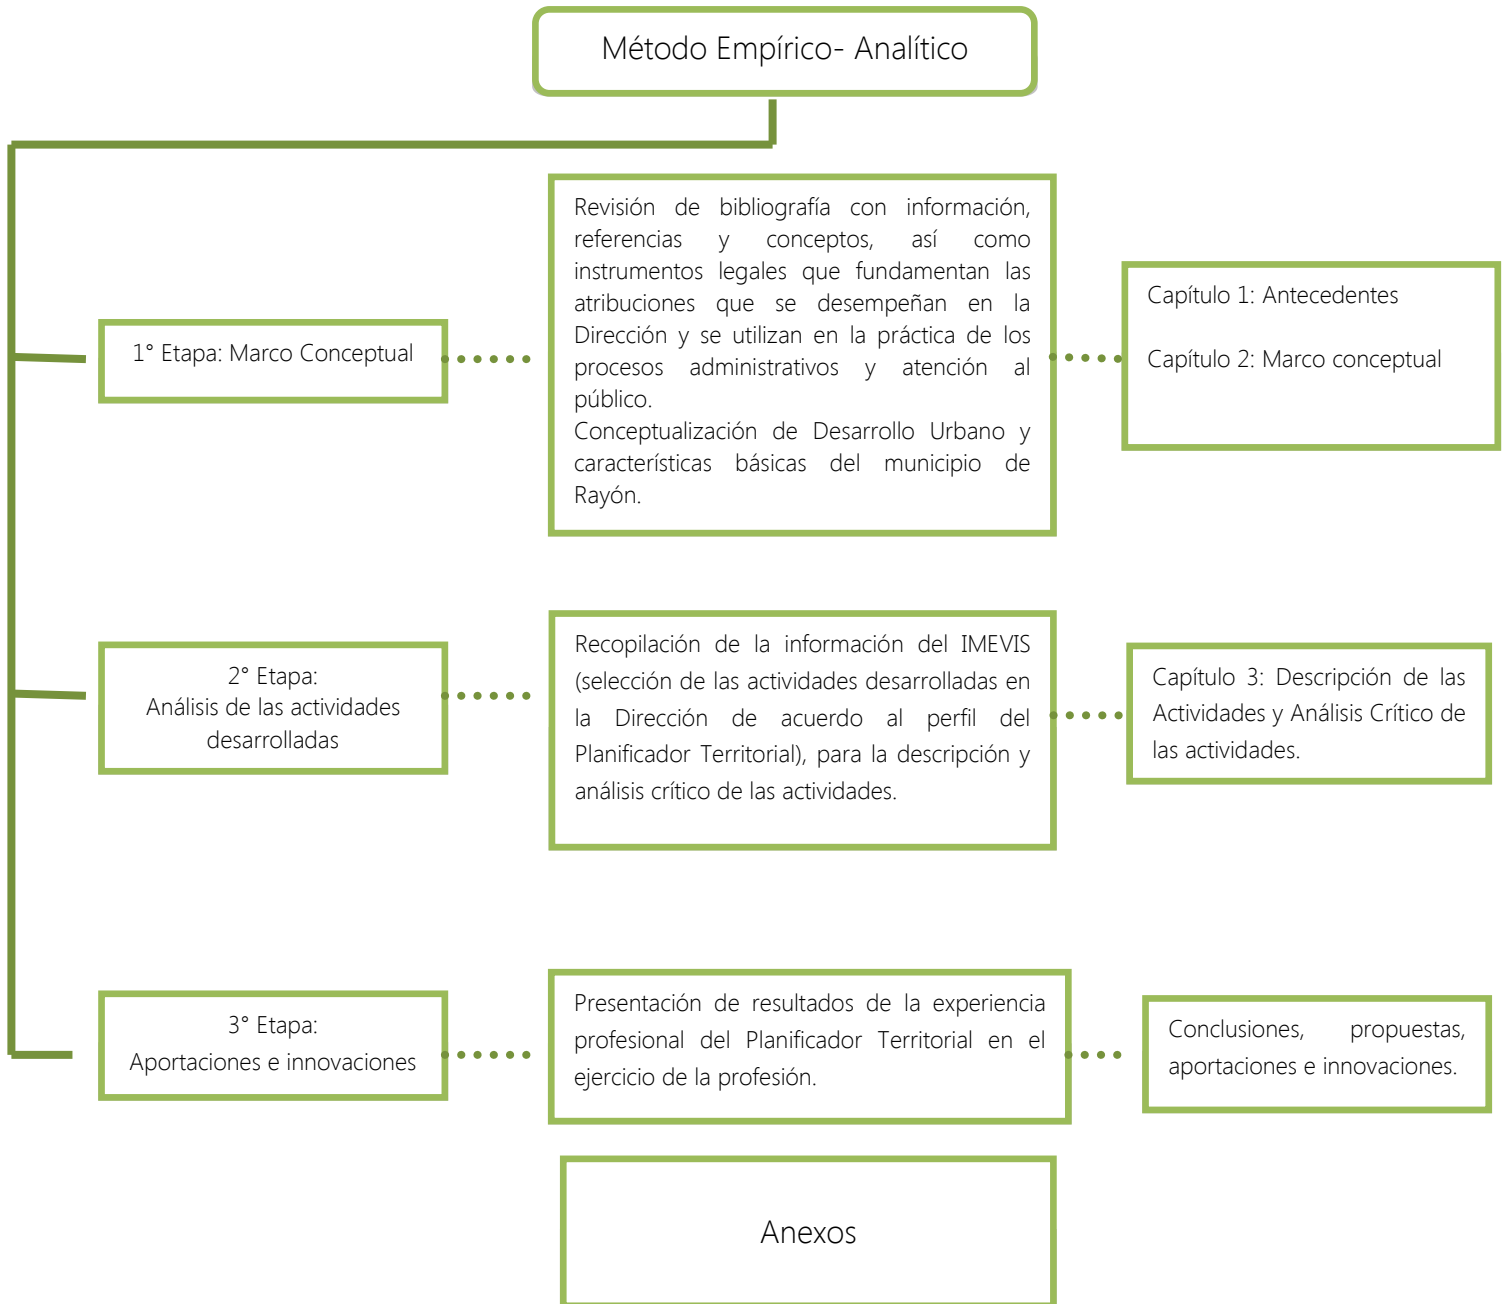 Método Empírico- Analítico
1° Etapa: Marco Conceptual
Revisión de bibliografía con información,
referencias y conceptos, así como
instrumentos legales que fundamentan las
atribuciones que se desempeñan en la
Dirección y se utilizan en la práctica de los
procesos administrativos y atención al
público.
Conceptualización de Desarrollo Urbano y
características básicas del municipio de
Rayón.
Capítulo 1: Antecedentes
Capítulo 2: Marco conceptual
2° Etapa:
Análisis de las actividades
desarrolladas
Recopilación de la información del IMEVIS
(selección de las actividades desarrolladas en
la Dirección de acuerdo al perfil del
Planificador Territorial), para la descripción y
análisis crítico de las actividades.
Capítulo 3: Descripción de las
Actividades y Análisis Crítico de
las actividades.
3° Etapa:
Aportaciones e innovaciones
Presentación de resultados de la experiencia
profesional del Planificador Territorial en el
ejercicio de la profesión.
Conclusiones, propuestas,
aportaciones e innovaciones.
Anexos